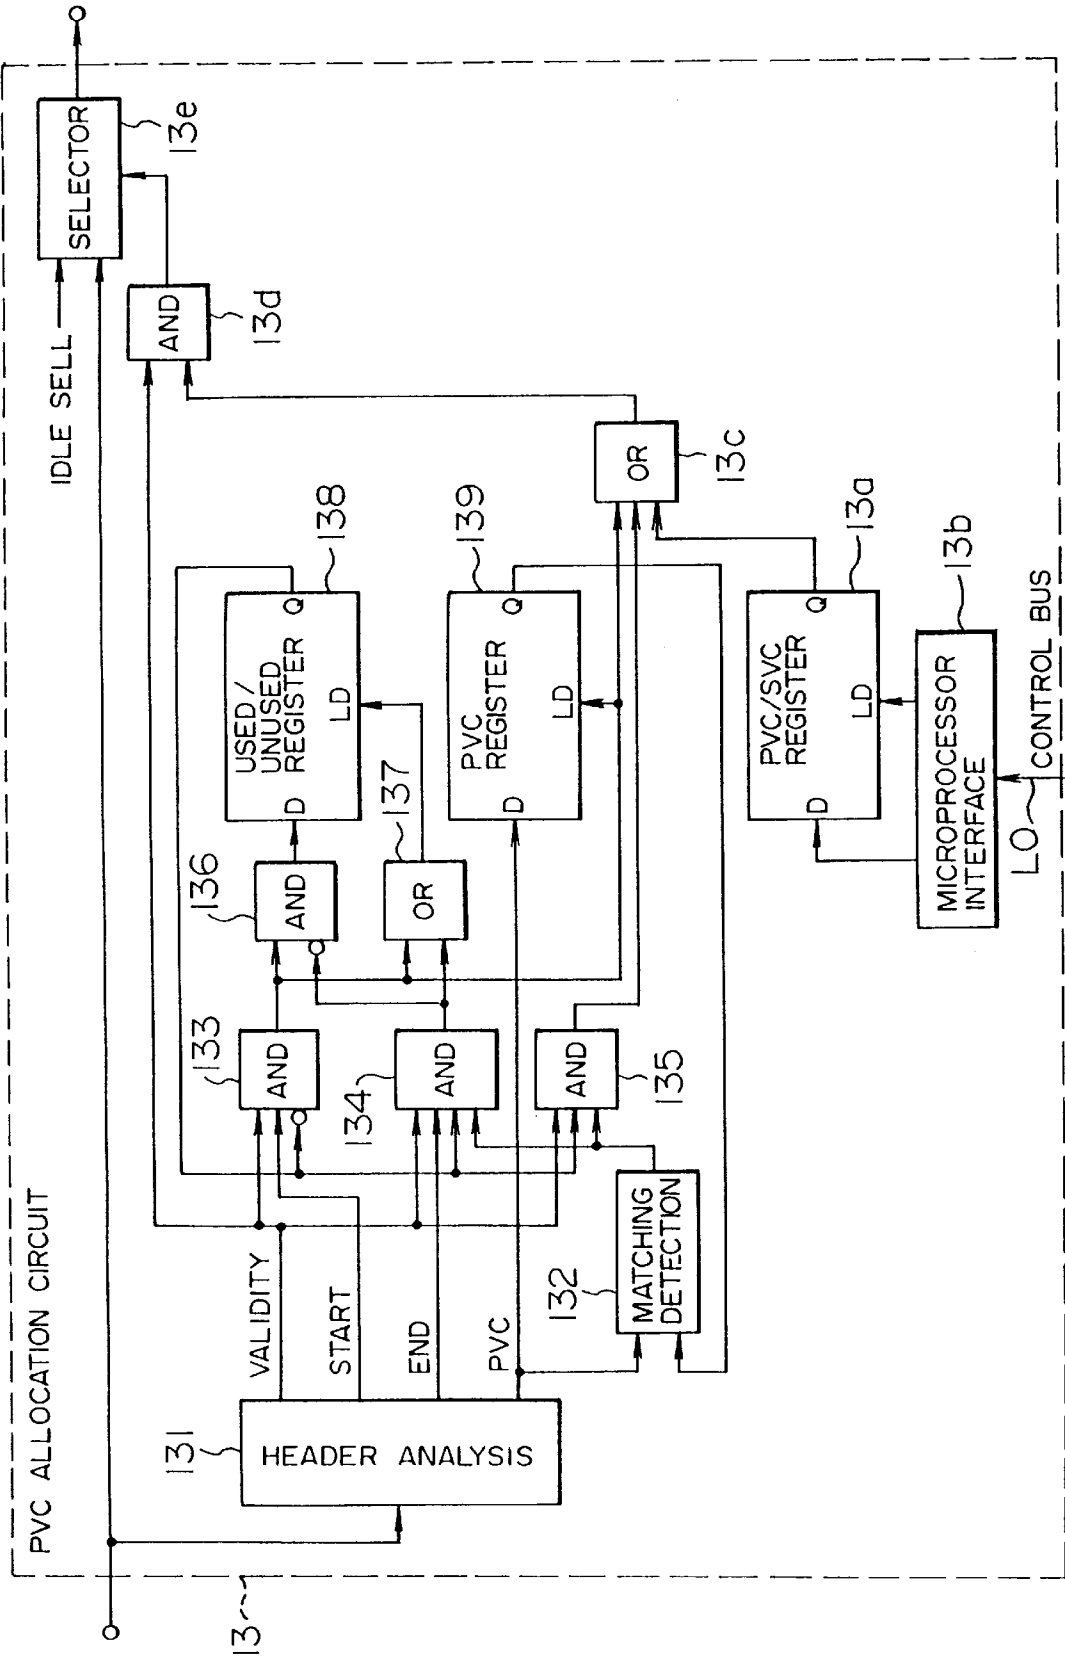 PVC ALLOCATION CIRCUIT
13
131
HEADER ANALYSIS
VALIDITY
START
END
PVC
132
MATCHING
DETECTION
133
AND
134
AND
135
AND
136
AND
137
OR
USED/
UNUSED
REGISTER
D
LD
Q
138
PVC
REGISTER
D
LD
Q
139
PVC/SVC
REGISTER
D
LD
Q
13a
MICROPROCESSOR
INTERFACE
13b
LO
CONTROL BUS
OR
13c
AND
13d
IDLE SELL
SELECTOR
13e